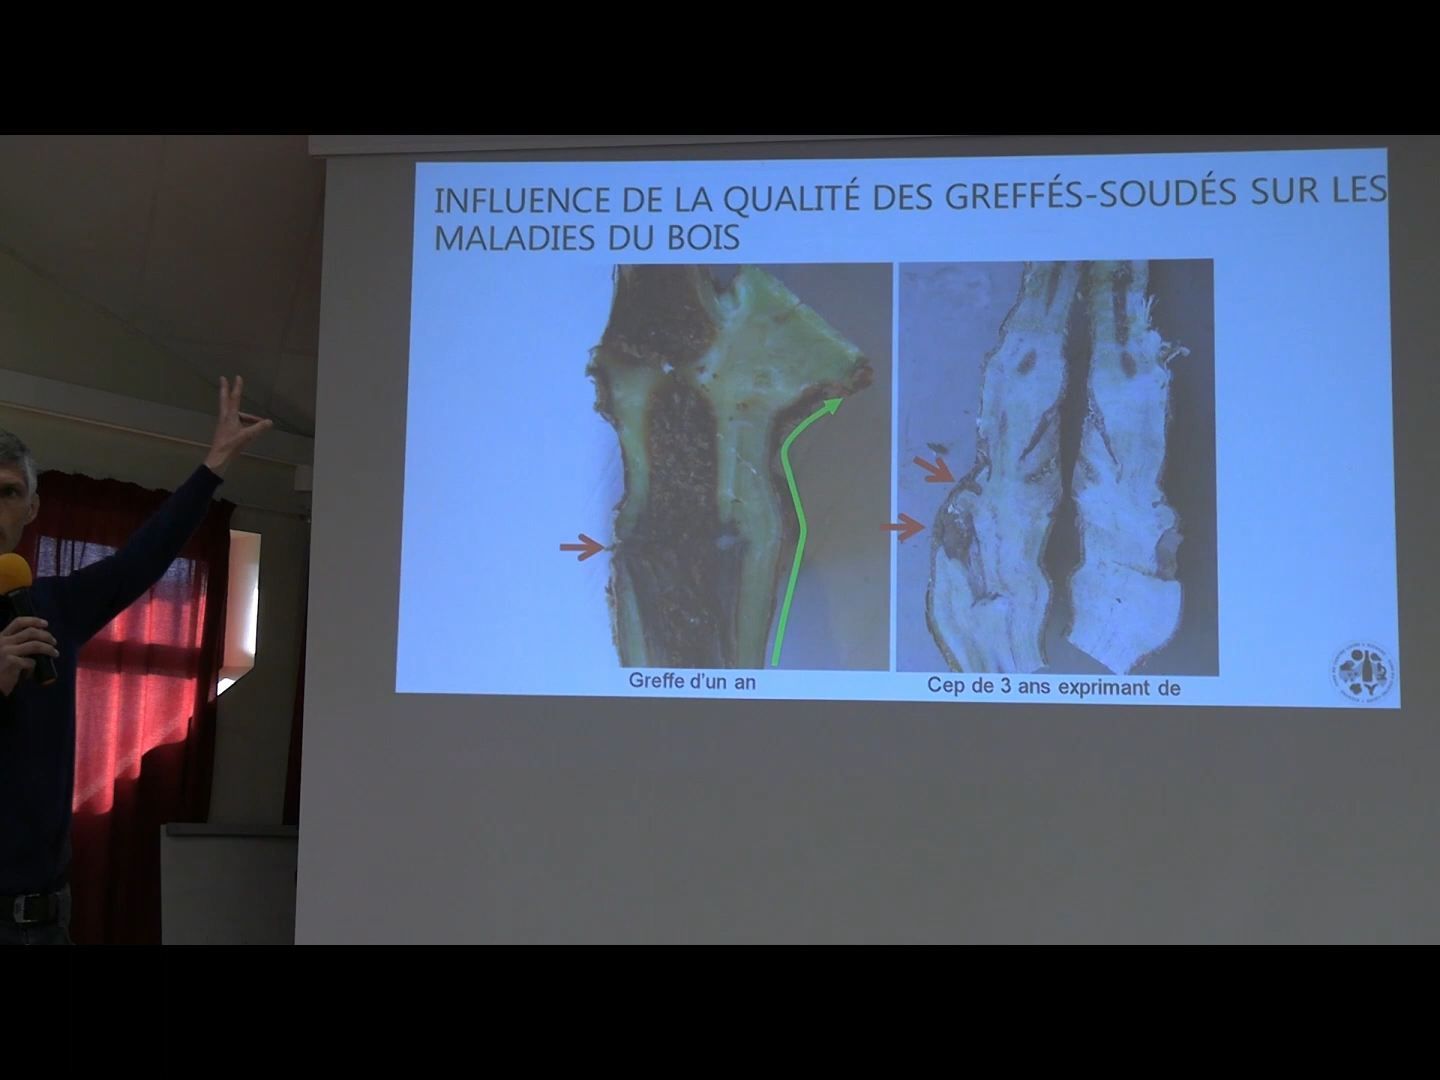 INFLUENCE DE LA QUALITÉ DES GREFFÉS-SOUDÉS SUR LES
MALADIES DU BOIS
Greffe d'un an
Cep de 3 ans exprimant de